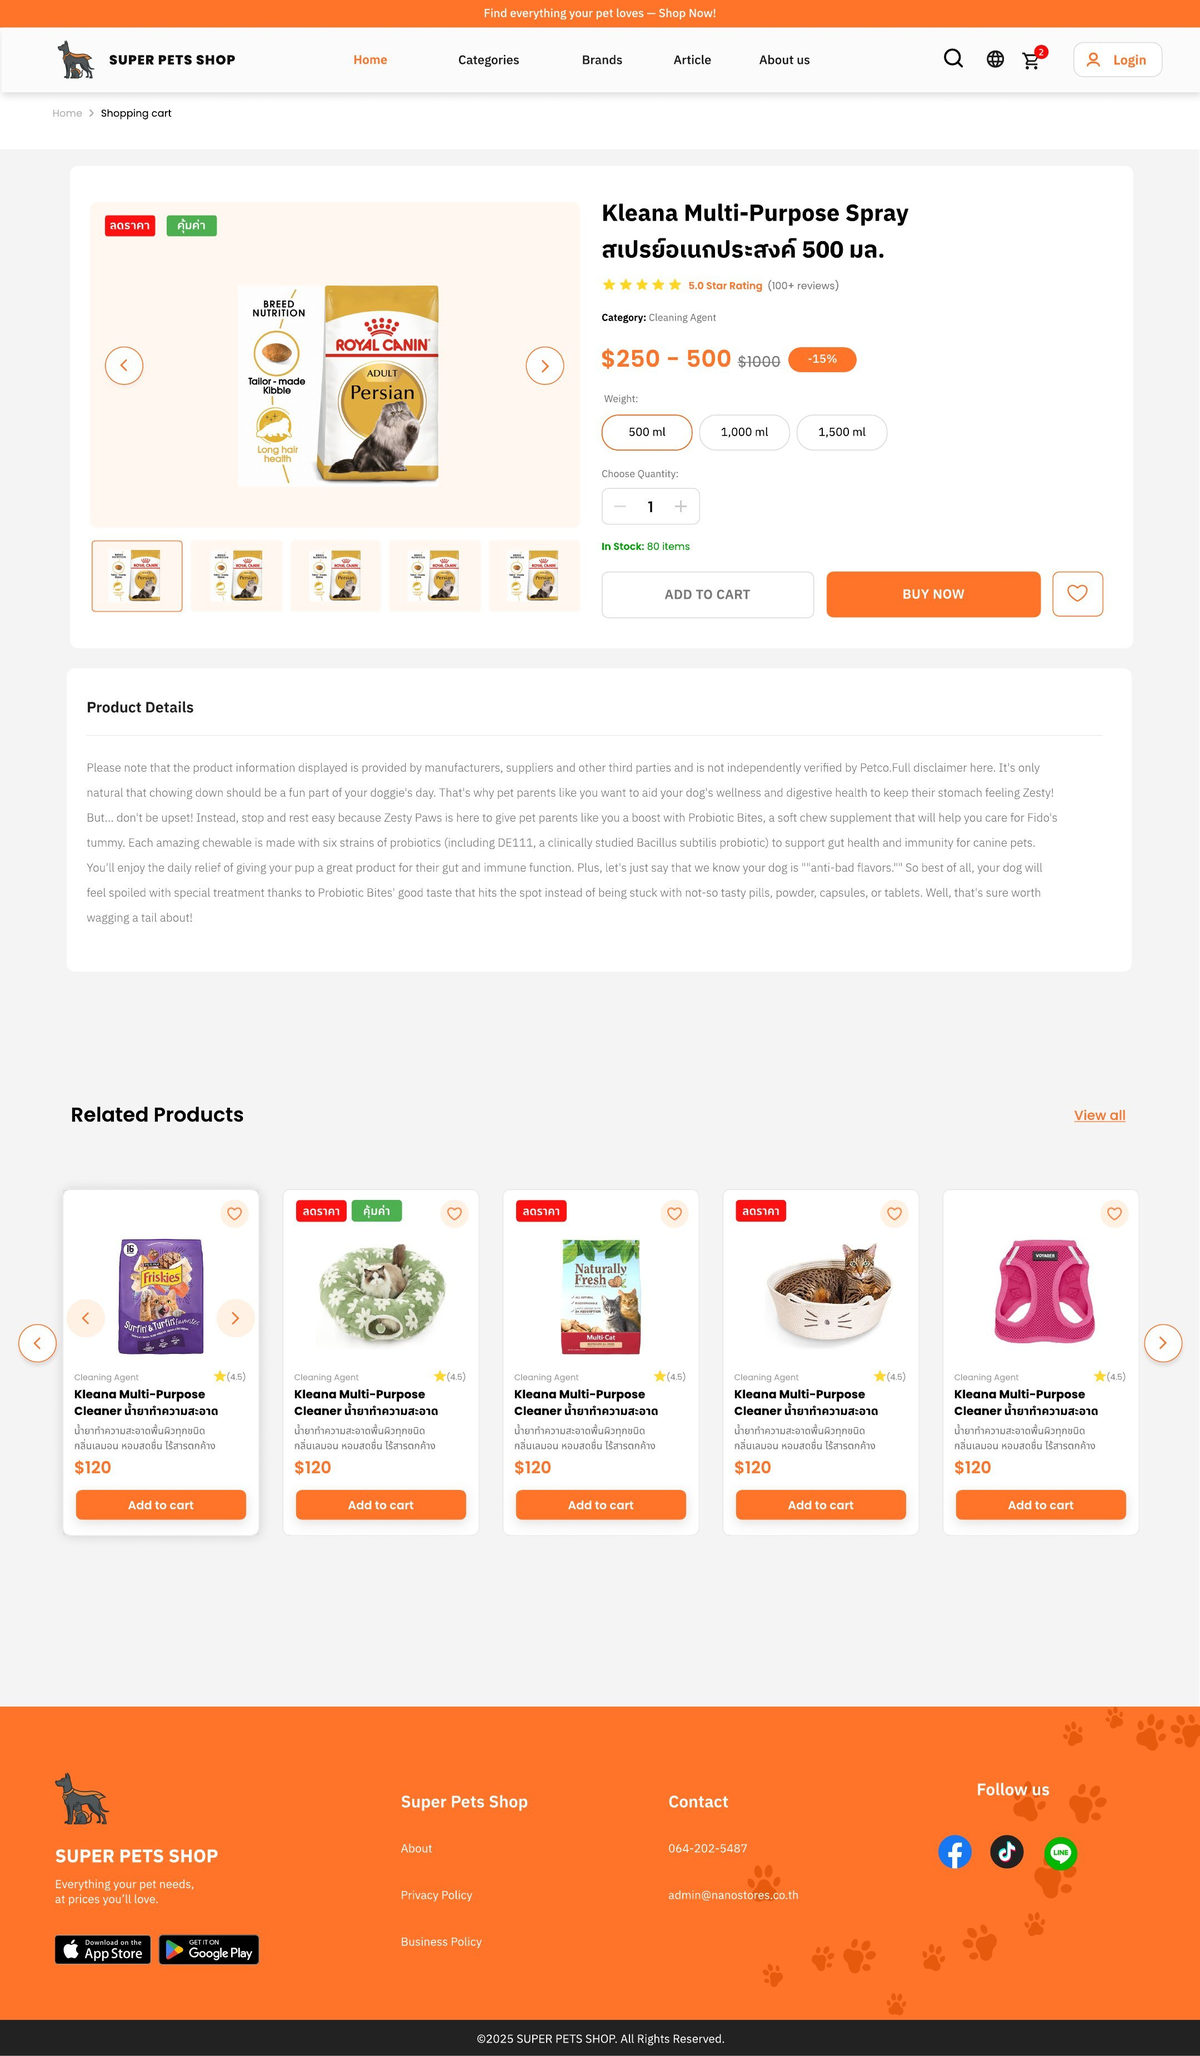 Find everything your pet loves — Shop Now!
SUPER PETS SHOP
Home
Categories
Brands
Article
About us
2
Login
Home > Shopping cart
ลดราคา
คุ้มค่า
BREED
NUTRITION
Tailor - made
Kibble
Long hair
health
ROYAL CANIN
ADULT
Persian
Kleana Multi-Purpose Spray
สเปรย์อเนกประสงค์ 500 มล.
5.0 Star Rating (100+ reviews)
Category: Cleaning Agent
$250 - 500 $1000 -15%
Weight:
500 ml
1,000 ml
1,500 ml
Choose Quantity:
1
In Stock: 80 items
ADD TO CART
BUY NOW
Product Details
Please note that the product information displayed is provided by manufacturers, suppliers and other third parties and is not independently verified by Petco.Full disclaimer here. It's only
natural that chowing down should be a fun part of your doggie's day. That's why pet parents like you want to aid your dog's wellness and digestive health to keep their stomach feeling Zesty!
But... don't be upset! Instead, stop and rest easy because Zesty Paws is here to give pet parents like you a boost with Probiotic Bites, a soft chew supplement that will help you care for Fido's
tummy. Each amazing chewable is made with six strains of probiotics (including DE111, a clinically studied Bacillus subtilis probiotic) to support gut health and immunity for canine pets.
You'll enjoy the daily relief of giving your pup a great product for their gut and immune function. Plus, let's just say that we know your dog is ""anti-bad flavors."" So best of all, your dog will
feel spoiled with special treatment thanks to Probiotic Bites' good taste that hits the spot instead of being stuck with not-so tasty pills, powder, capsules, or tablets. Well, that's sure worth
wagging a tail about!
Related Products
View all
16
Friskies
Surfin' & Turfin' Favorites
Cleaning Agent
(4.5)
Kleana Multi-Purpose
Cleaner น้ำยาทำความสะอาด
น้ำยาทำความสะอาดพื้นผิวทุกชนิด
กลิ่นเลมอน หอมสดชื่น ไร้สารตกค้าง
$120
Add to cart
ลดราคา
คุ้มค่า
Cleaning Agent
(4.5)
Kleana Multi-Purpose
Cleaner น้ำยาทำความสะอาด
น้ำยาทำความสะอาดพื้นผิวทุกชนิด
กลิ่นเลมอน หอมสดชื่น ไร้สารตกค้าง
$120
Add to cart
ลดราคา
Naturally
Fresh
Multi-Cat
Cleaning Agent
(4.5)
Kleana Multi-Purpose
Cleaner น้ำยาทำความสะอาด
น้ำยาทำความสะอาดพื้นผิวทุกชนิด
กลิ่นเลมอน หอมสดชื่น ไร้สารตกค้าง
$120
Add to cart
ลดราคา
Cleaning Agent
(4.5)
Kleana Multi-Purpose
Cleaner น้ำยาทำความสะอาด
น้ำยาทำความสะอาดพื้นผิวทุกชนิด
กลิ่นเลมอน หอมสดชื่น ไร้สารตกค้าง
$120
Add to cart
VOYAGER
Cleaning Agent
(4.5)
Kleana Multi-Purpose
Cleaner น้ำยาทำความสะอาด
น้ำยาทำความสะอาดพื้นผิวทุกชนิด
กลิ่นเลมอน หอมสดชื่น ไร้สารตกค้าง
$120
Add to cart
SUPER PETS SHOP
Everything your pet needs,
at prices you'll love.
Download on the
App Store
GET IT ON
Google Play
Super Pets Shop
About
Privacy Policy
Business Policy
Contact
064-202-5487
admin@nanostores.co.th
Follow us
LINE
©2025 SUPER PETS SHOP. All Rights Reserved.